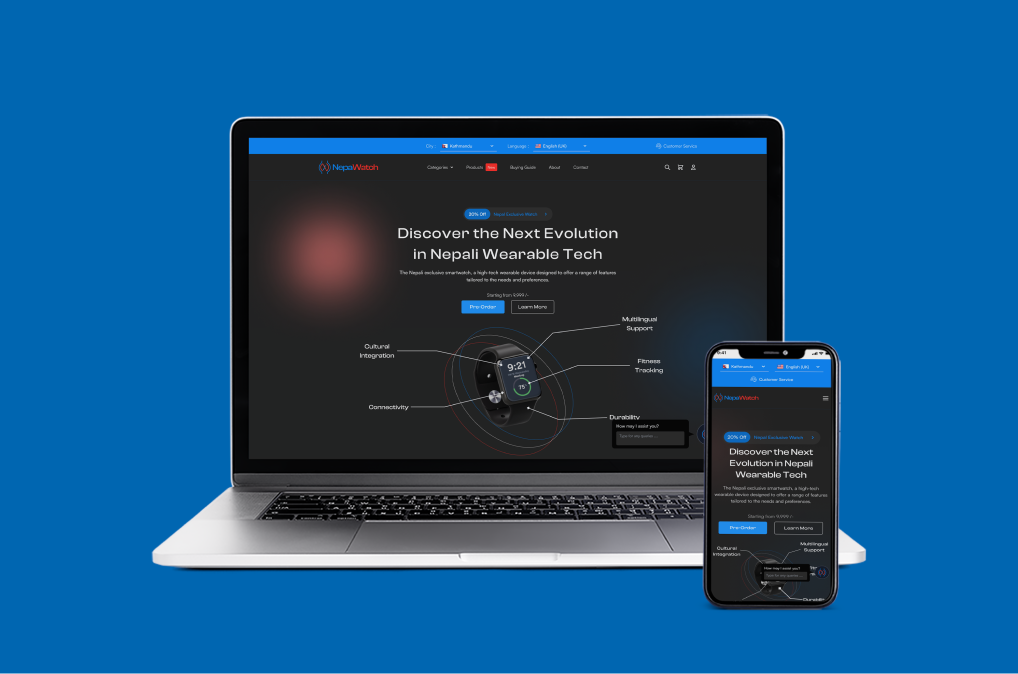 City : Kathmandu Language : English (UK) Customer Service
NepalWatch Categories Products New Buying Guide About Contact
20% Off Nepal Exclusive Watch
Discover the Next Evolution
in Nepali Wearable Tech
The Nepali exclusive smartwatch, a high-tech wearable device designed to offer a range of features
tailored to the needs and preferences.
Starting from 9,999 /-
Pre-Order Learn More
Multilingual
Support
Cultural
Integration
9:21
Fitness
Tracking
75
Connectivity
Durability
How may I assist you?
Type for any queries ....
9:41
Kathmandu English (UK)
Customer Service
NepalWatch
20% Off Nepal Exclusive Watch
Discover the Next
Evolution in Nepali
Wearable Tech
The Nepali exclusive smartwatch, a high-tech
wearable device designed to offer a range of features
tailored to the needs and preferences.
Starting from 9,999/-
Pre-Order Learn More
Multilingual
Support
Cultural
Integration
How may I assist you?
Type for any queries ....